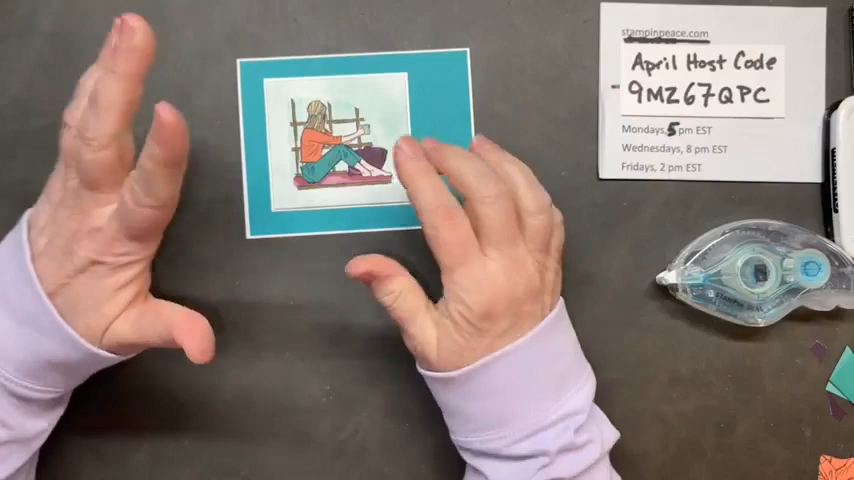 stampinpeace.com
April Host Code
9MZ67QPC
Mondays, 5 pm EST
Wednesdays, 8 pm EST
Fridays, 2 pm EST